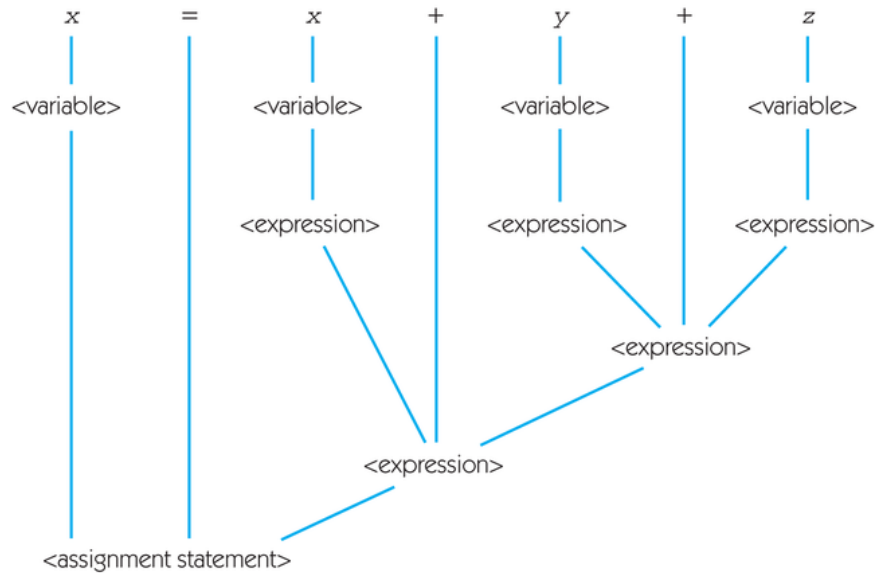 x = x + y + z
<variable> <variable> <variable> <variable>
<expression> <expression> <expression>
<expression>
<expression>
<assignment statement>